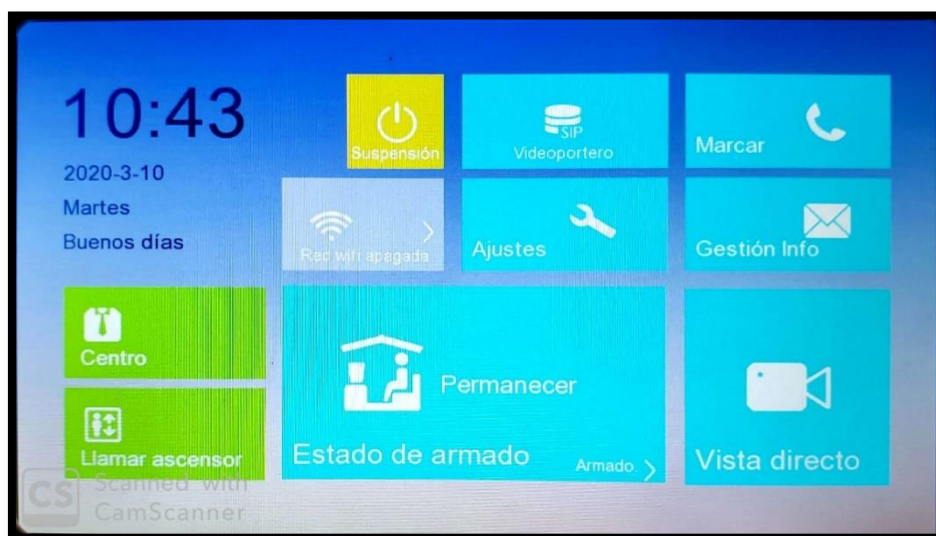 10:43
2020-3-10
Martes
Buenos días
Suspensión
SIP
Videoportero
Marcar
Red wifi apagada
Ajustes
Gestión Info
Centro
Llamar ascensor
Permanecer
Estado de armado
Armado.
Vista directo
CS
Scanned with
CamScanner